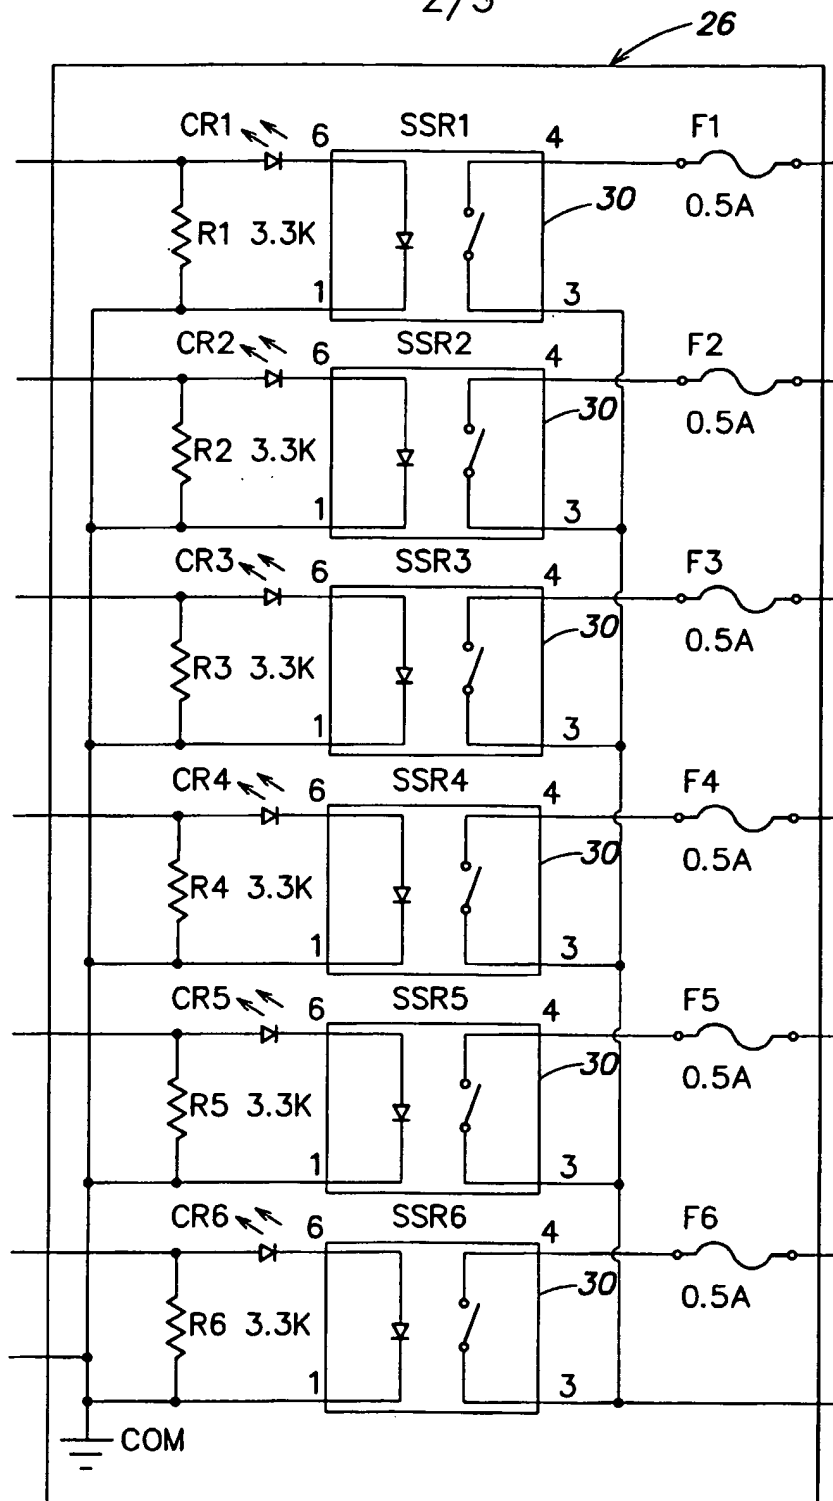 2/5
26
CR1 6 SSR1 4 F1
30
R1 3.3K 0.5A
1 3
CR2 6 SSR2 4 F2
30
R2 3.3K 0.5A
1 3
CR3 6 SSR3 4 F3
30
R3 3.3K 0.5A
1 3
CR4 6 SSR4 4 F4
30
R4 3.3K 0.5A
1 3
CR5 6 SSR5 4 F5
30
R5 3.3K 0.5A
1 3
CR6 6 SSR6 4 F6
30
R6 3.3K 0.5A
1 3
COM